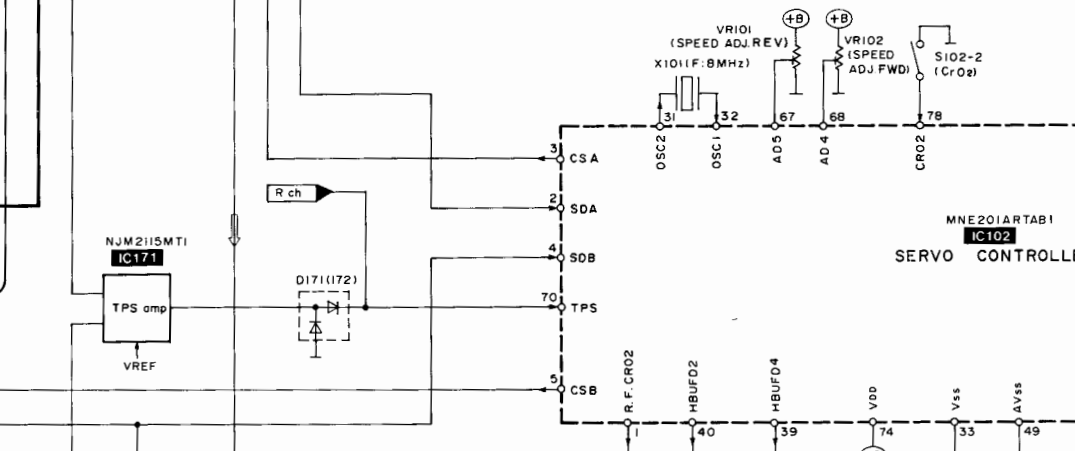 +B
+B
VR101
(SPEED ADJ.REV)
VR102
(SPEED
ADJ.FWD)
S102-2
(CrO2)
X101(F:8MHz)
31
32
67
68
78
OSC2
OSC1
AD5
AD4
CRO2
3
CSA
R ch
2
SDA
MNE201ARTAB1
IC102
SERVO CONTROLLE
NJM2115MT1
IC171
4
SDB
D171(172)
TPS amp
70
TPS
VREF
5
CSB
R.F.CRO2
HBUFD2
HBUFD4
VDD
Vss
AVss
1
40
39
74
33
49